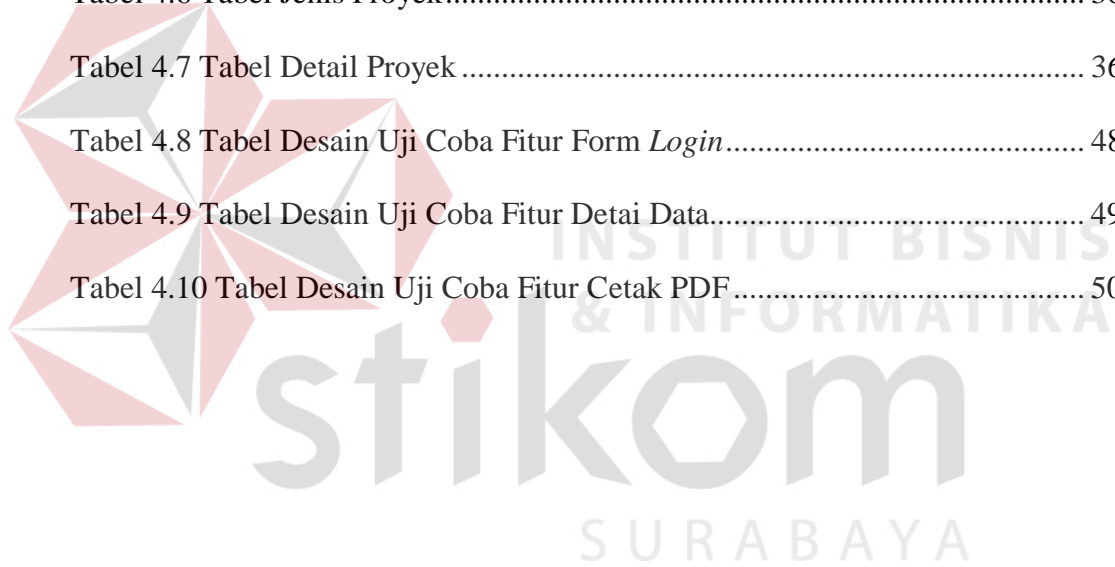 Tabel 4.7 Tabel Detail Proyek ........................................................................ 36
Tabel 4.8 Tabel Desain Uji Coba Fitur Form Login ......................................... 48
Tabel 4.9 Tabel Desain Uji Coba Fitur Detai Data........................................... 49
INSTITUT BISNIS
Tabel 4.10 Tabel Desain Uji Coba Fitur Cetak PDF ......................................... 50
& INFORMATIKA
stikom
SURABAYA